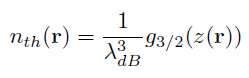 n_{th}(\mathbf{r}) = \frac{1}{\lambda_{dB}^{3}} g_{3/2}(z(\mathbf{r}))